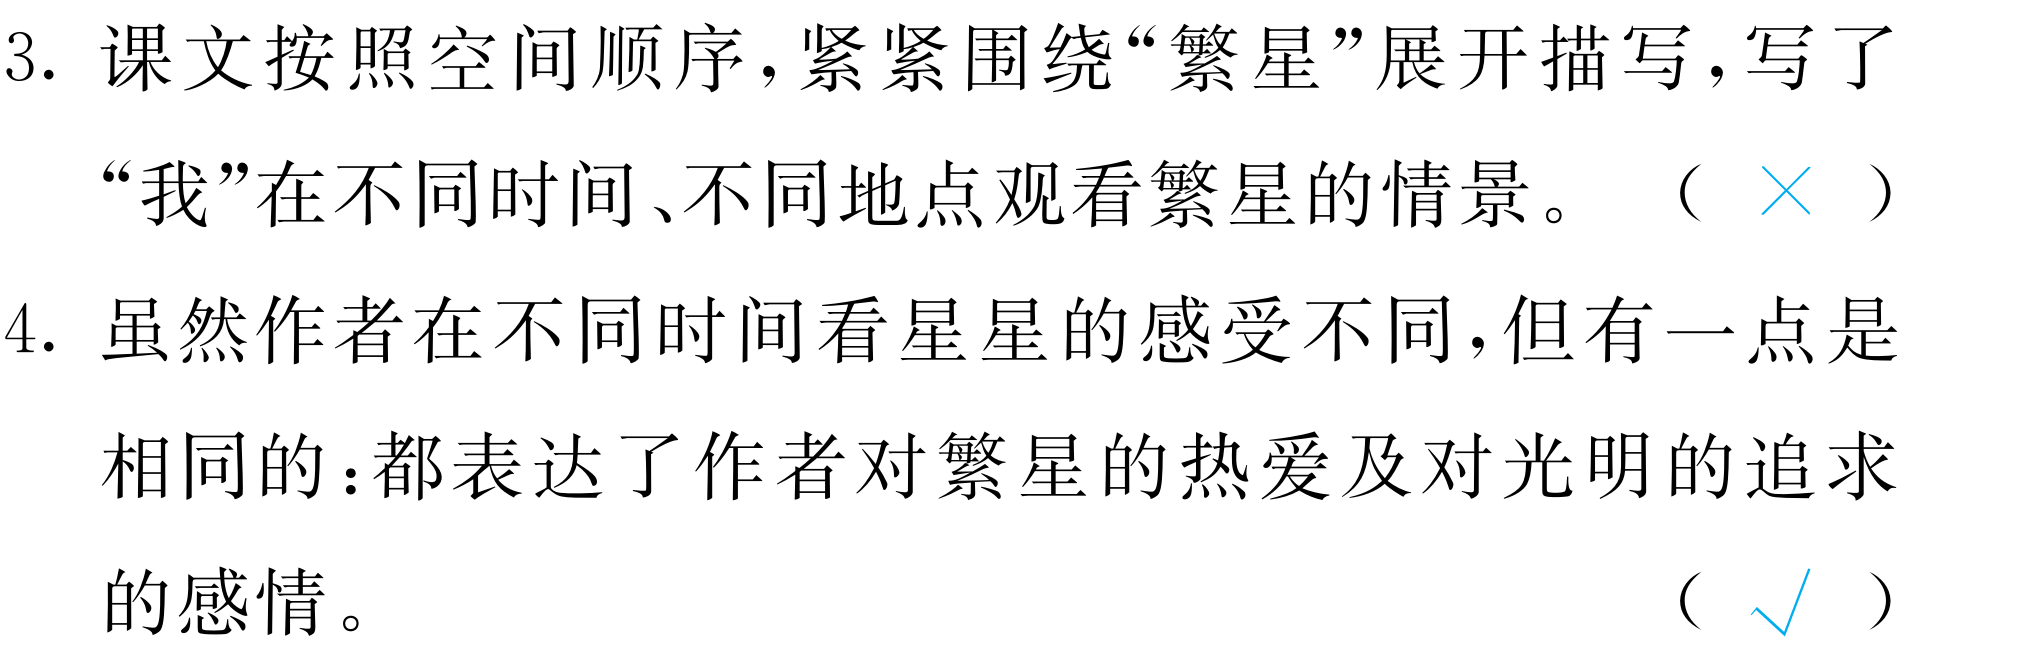 3. 课文按照空间顺序,紧紧围绕“繁星”展开描写,写了
“我”在不同时间、不同地点观看繁星的情景。 ( × )
4. 虽然作者在不同时间看星星的感受不同,但有一点是
相同的:都表达了作者对繁星的热爱及对光明的追求
的感情。 ( √ )